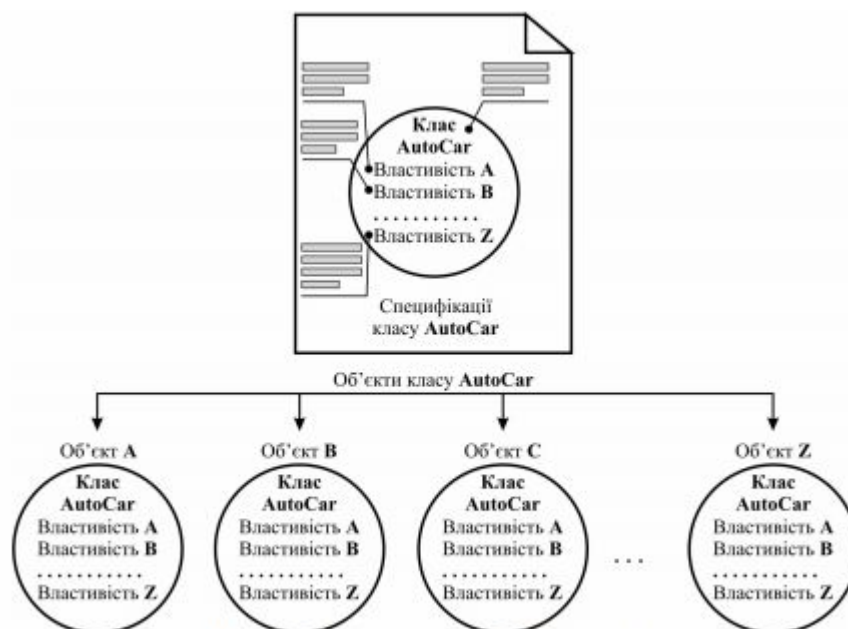 Клас
AutoCar
Властивість A
Властивість B
. . . . . . . . . . .
Властивість Z
Специфікації
класу AutoCar
Об’єкти класу AutoCar
Об’єкт A
Клас
AutoCar
Властивість A
Властивість B
. . . . . . . . . . .
Властивість Z
Об’єкт B
Клас
AutoCar
Властивість A
Властивість B
. . . . . . . . . . .
Властивість Z
Об’єкт C
Клас
AutoCar
Властивість A
Властивість B
. . . . . . . . . . .
Властивість Z
. . .
Об’єкт Z
Клас
AutoCar
Властивість A
Властивість B
. . . . . . . . . . .
Властивість Z